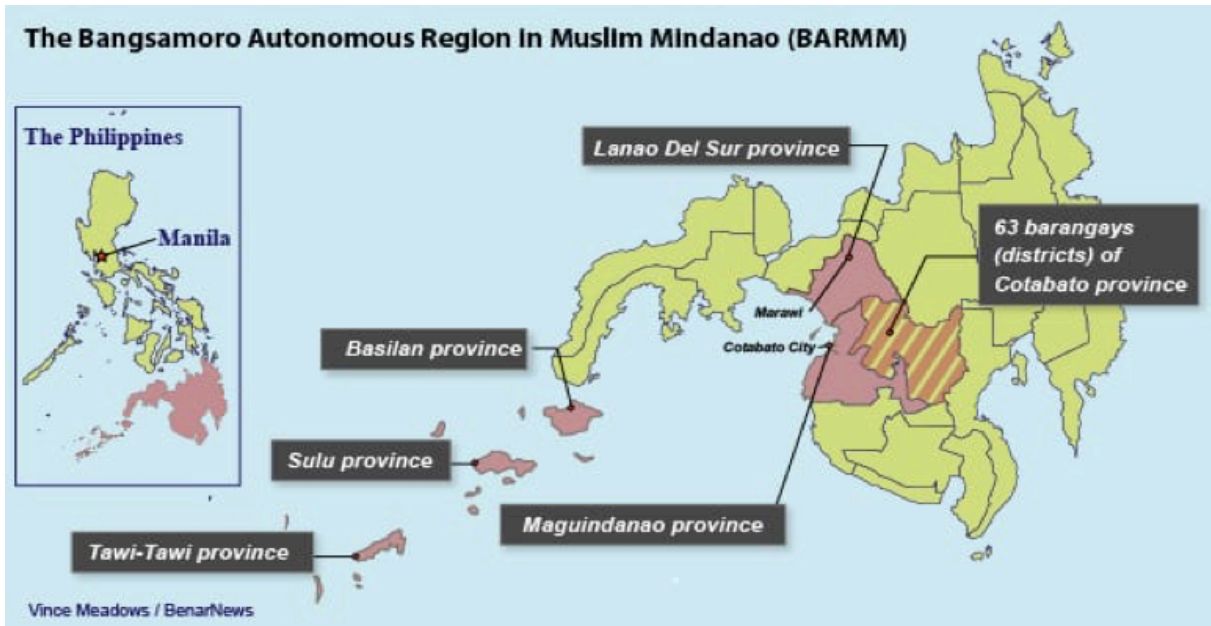 The Bangsamoro Autonomous Region in Muslim Mindanao (BARMM)
The Philippines
Manila
Lanao Del Sur province
63 barangays
(districts) of
Cotabato province
Marawi
Cotabato City
Basilan province
Sulu province
Maguindanao province
Tawi-Tawi province
Vince Meadows / BenarNews